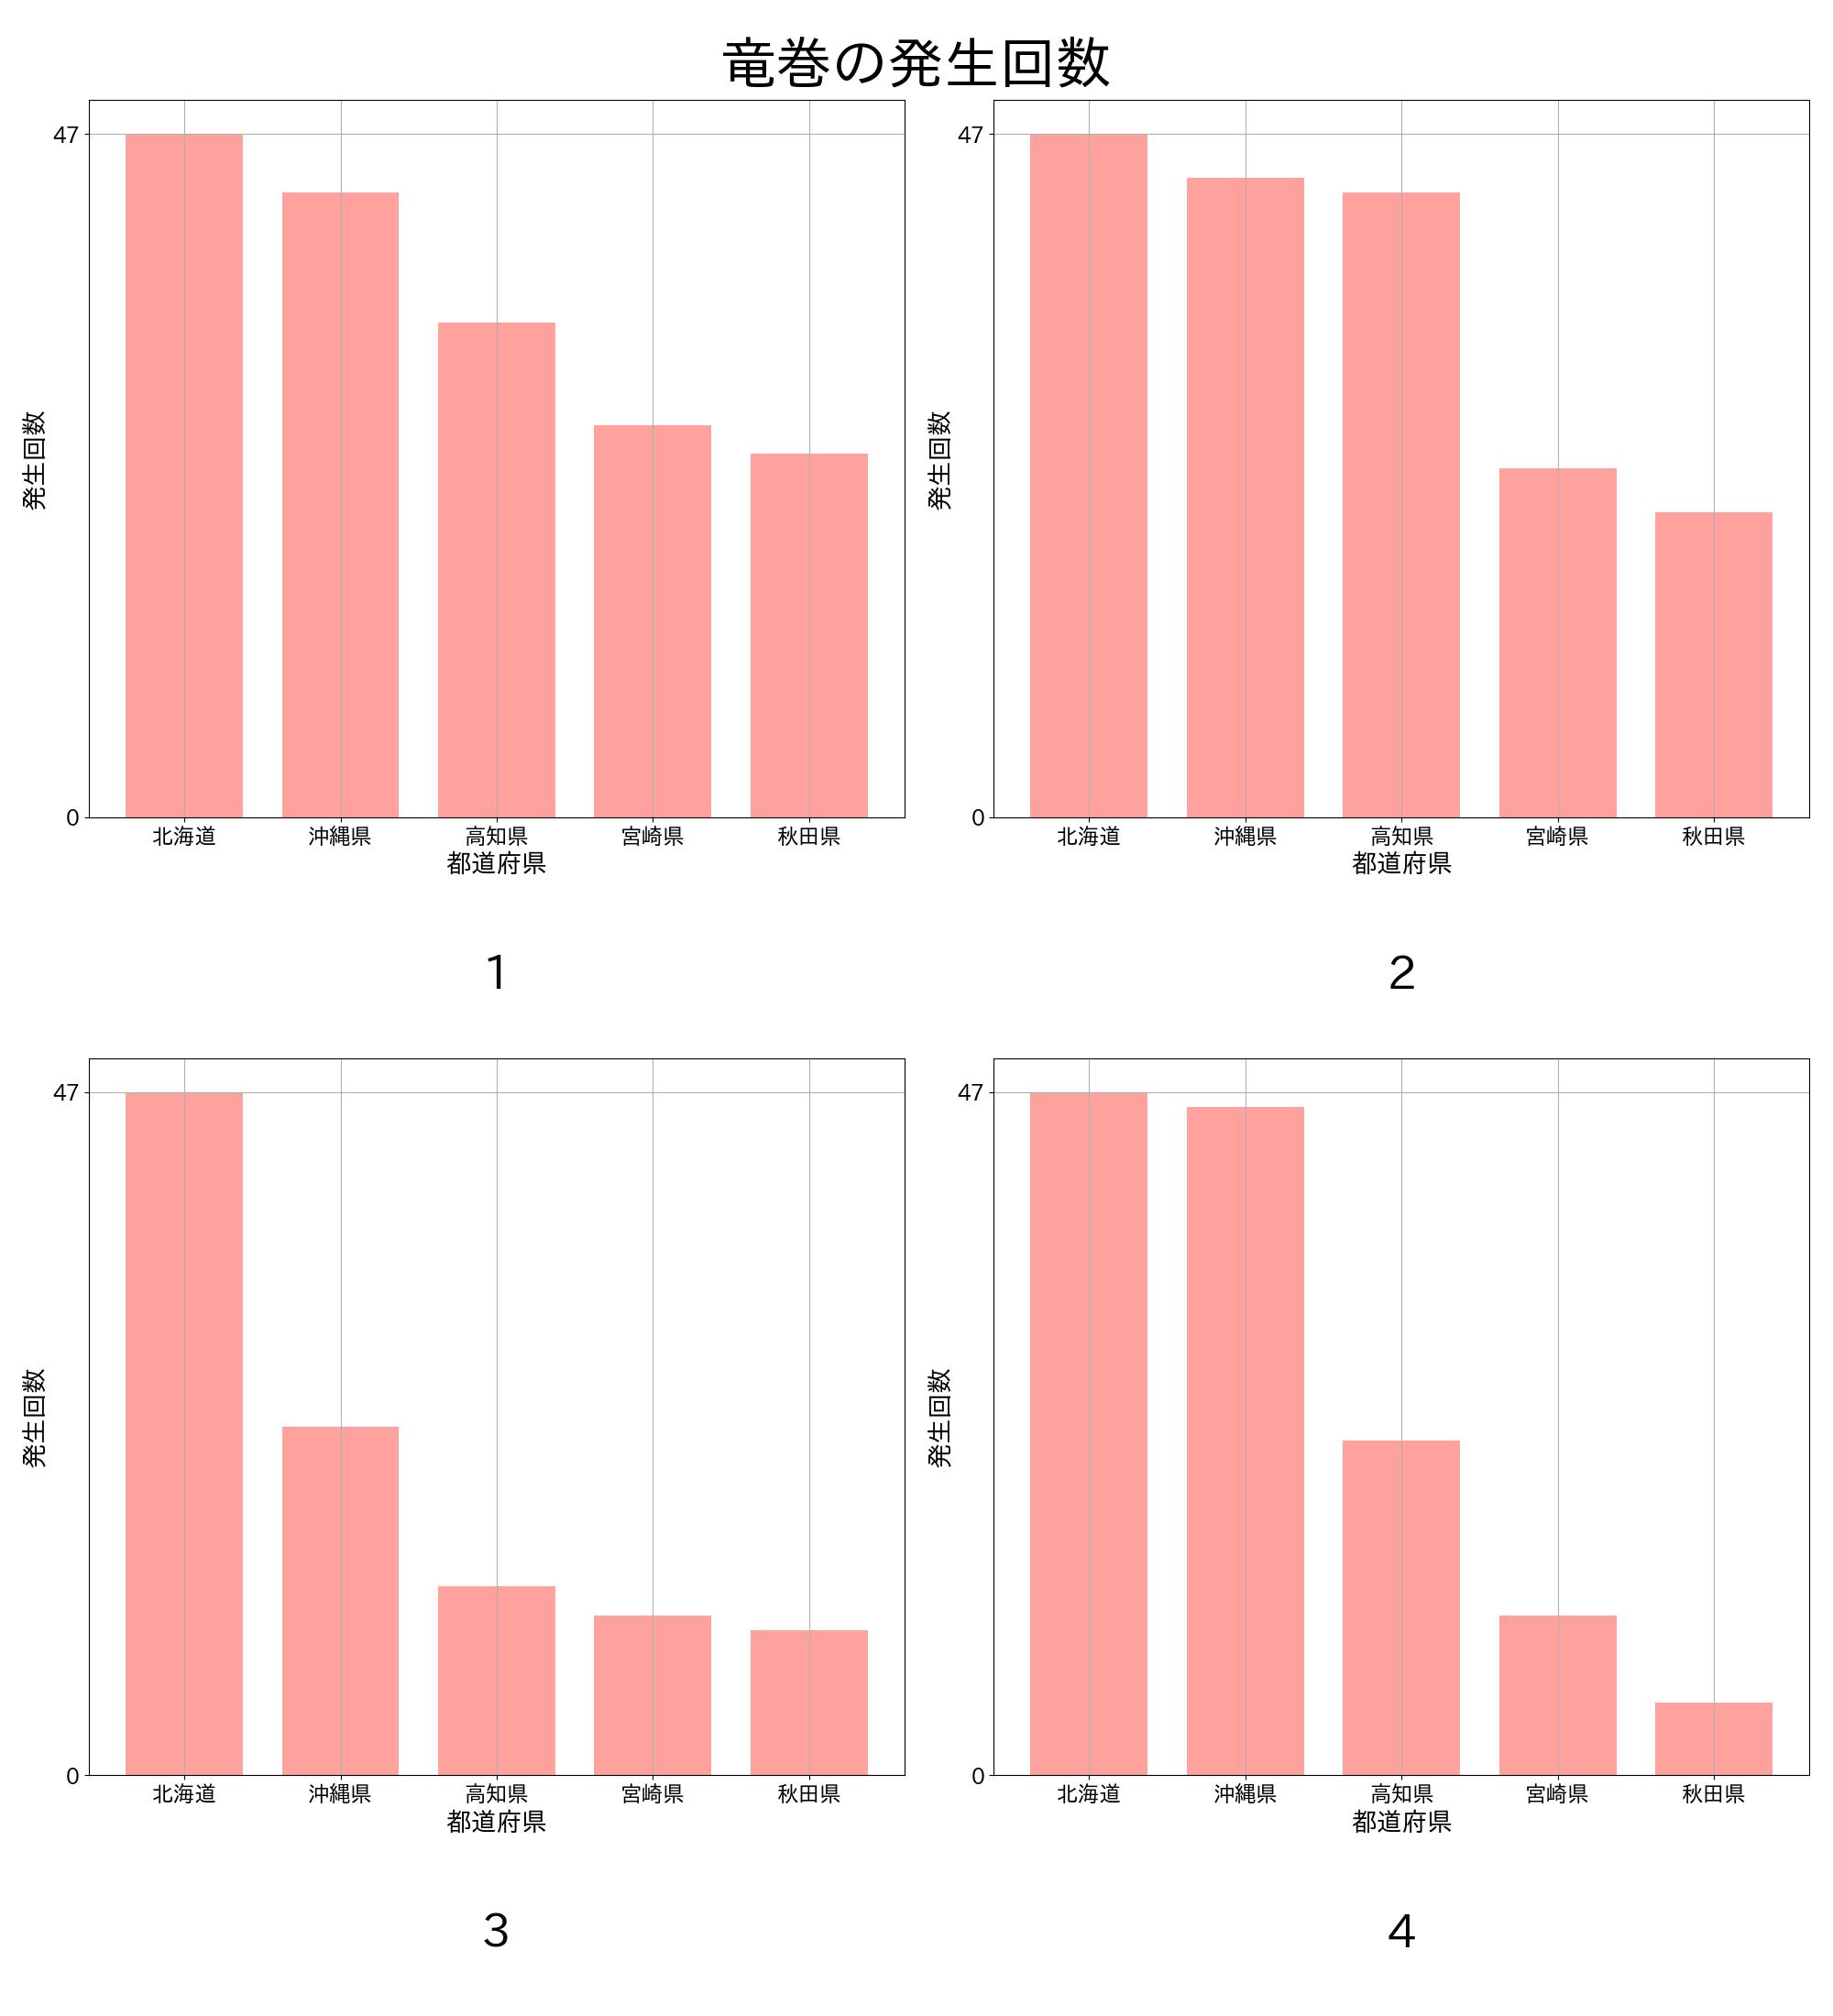 竜巻の発生回数
47
0
発生回数
北海道 沖縄県 高知県 宮崎県 秋田県
都道府県
1
47
0
発生回数
北海道 沖縄県 高知県 宮崎県 秋田県
都道府県
2
47
0
発生回数
北海道 沖縄県 高知県 宮崎県 秋田県
都道府県
3
47
0
発生回数
北海道 沖縄県 高知県 宮崎県 秋田県
都道府県
4